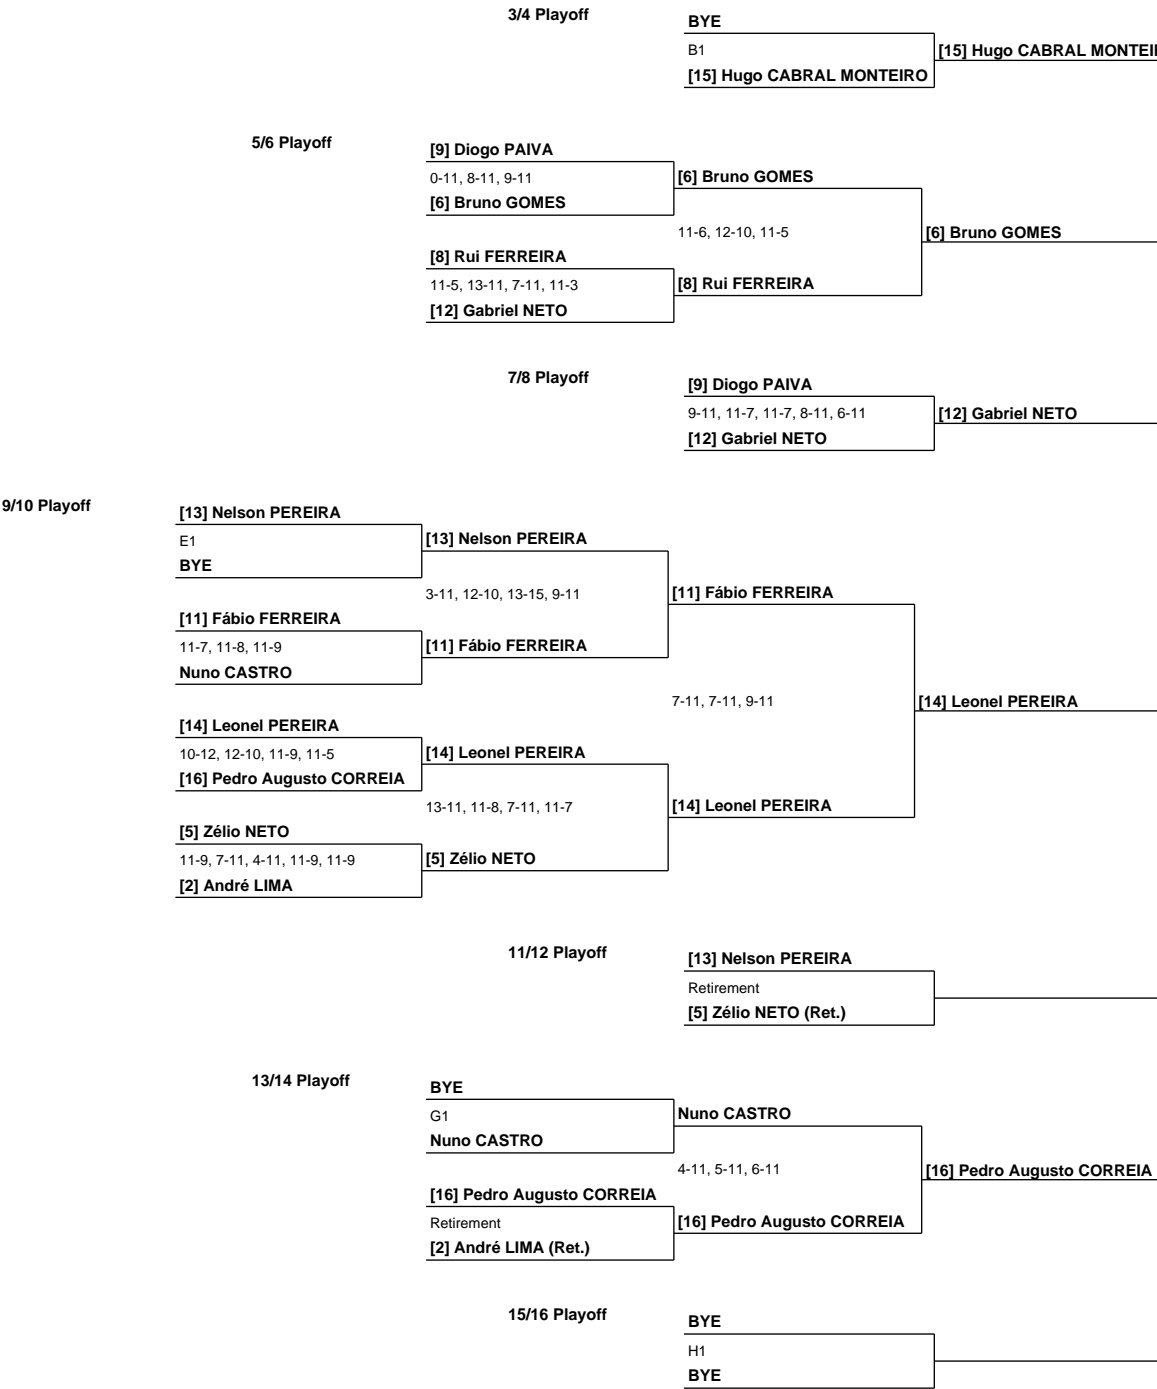 3/4 Playoff
BYE
B1
[15] Hugo CABRAL MONTEIRO
[15] Hugo CABRAL MONTEI
5/6 Playoff
[9] Diogo PAIVA
0-11, 8-11, 9-11
[6] Bruno GOMES
[6] Bruno GOMES
11-6, 12-10, 11-5
[6] Bruno GOMES
[8] Rui FERREIRA
11-5, 13-11, 7-11, 11-3
[8] Rui FERREIRA
[12] Gabriel NETO
7/8 Playoff
[9] Diogo PAIVA
9-11, 11-7, 11-7, 8-11, 6-11
[12] Gabriel NETO
[12] Gabriel NETO
9/10 Playoff
[13] Nelson PEREIRA
E1
[13] Nelson PEREIRA
BYE
3-11, 12-10, 13-15, 9-11
[11] Fábio FERREIRA
[11] Fábio FERREIRA
11-7, 11-8, 11-9
[11] Fábio FERREIRA
Nuno CASTRO
7-11, 7-11, 9-11
[14] Leonel PEREIRA
[14] Leonel PEREIRA
10-12, 12-10, 11-9, 11-5
[14] Leonel PEREIRA
[16] Pedro Augusto CORREIA
13-11, 11-8, 7-11, 11-7
[14] Leonel PEREIRA
[5] Zélio NETO
11-9, 7-11, 4-11, 11-9, 11-9
[5] Zélio NETO
[2] André LIMA
11/12 Playoff
[13] Nelson PEREIRA
Retirement
[5] Zélio NETO (Ret.)
13/14 Playoff
BYE
G1
Nuno CASTRO
Nuno CASTRO
4-11, 5-11, 6-11
[16] Pedro Augusto CORREIA
[16] Pedro Augusto CORREIA
Retirement
[16] Pedro Augusto CORREIA
[2] André LIMA (Ret.)
15/16 Playoff
BYE
H1
BYE